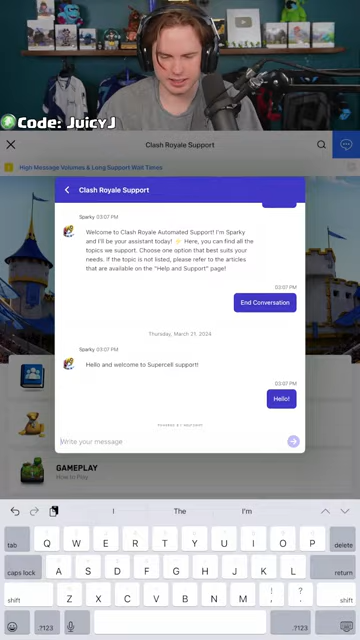 Code: JuicyJ
Clash Royale Support
High Message Volumes & Long Support Wait Times
Clash Royale Support
Sparky 03:07 PM
Welcome to Clash Royale Automated Support! I'm Sparky
and I'll be your assistant today! ⭐ Here, you can find all the
topics we support. Choose one option that best suits your
needs. If the topic is not listed, please refer to the articles
that are available on the "Help and Support" page!
03:07 PM
End Conversation
Thursday, March 21, 2024
Sparky 03:07 PM
Hello and welcome to Supercell support!
03:07 PM
Hello!
Write your message
GAMEPLAY
How to Play
I The I'm
tab Q W E R T Y U I O P delete
caps lock A S D F G H J K L return
shift Z X C V B N M ! , ? . shift
.?123 .?123